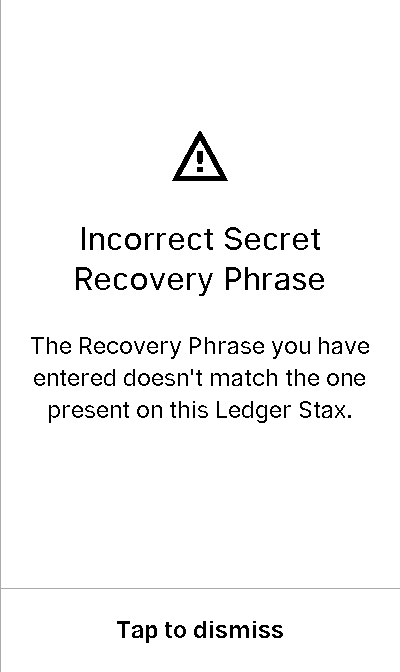 Incorrect Secret
Recovery Phrase
The Recovery Phrase you have
entered doesn't match the one
present on this Ledger Stax.
Tap to dismiss